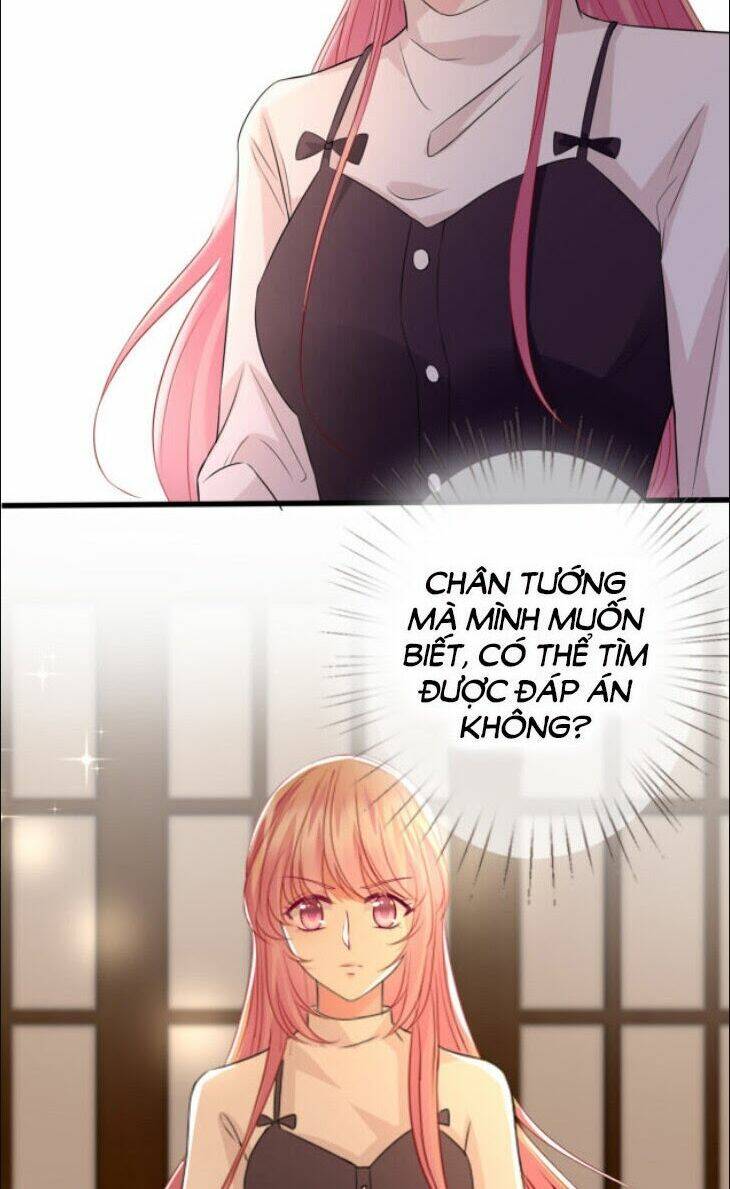 CHÂN TƯỚNG
MÀ MÌNH MUỐN
BIẾT, CÓ THỂ TÌM
ĐƯỢC ĐÁP ÁN
KHÔNG?